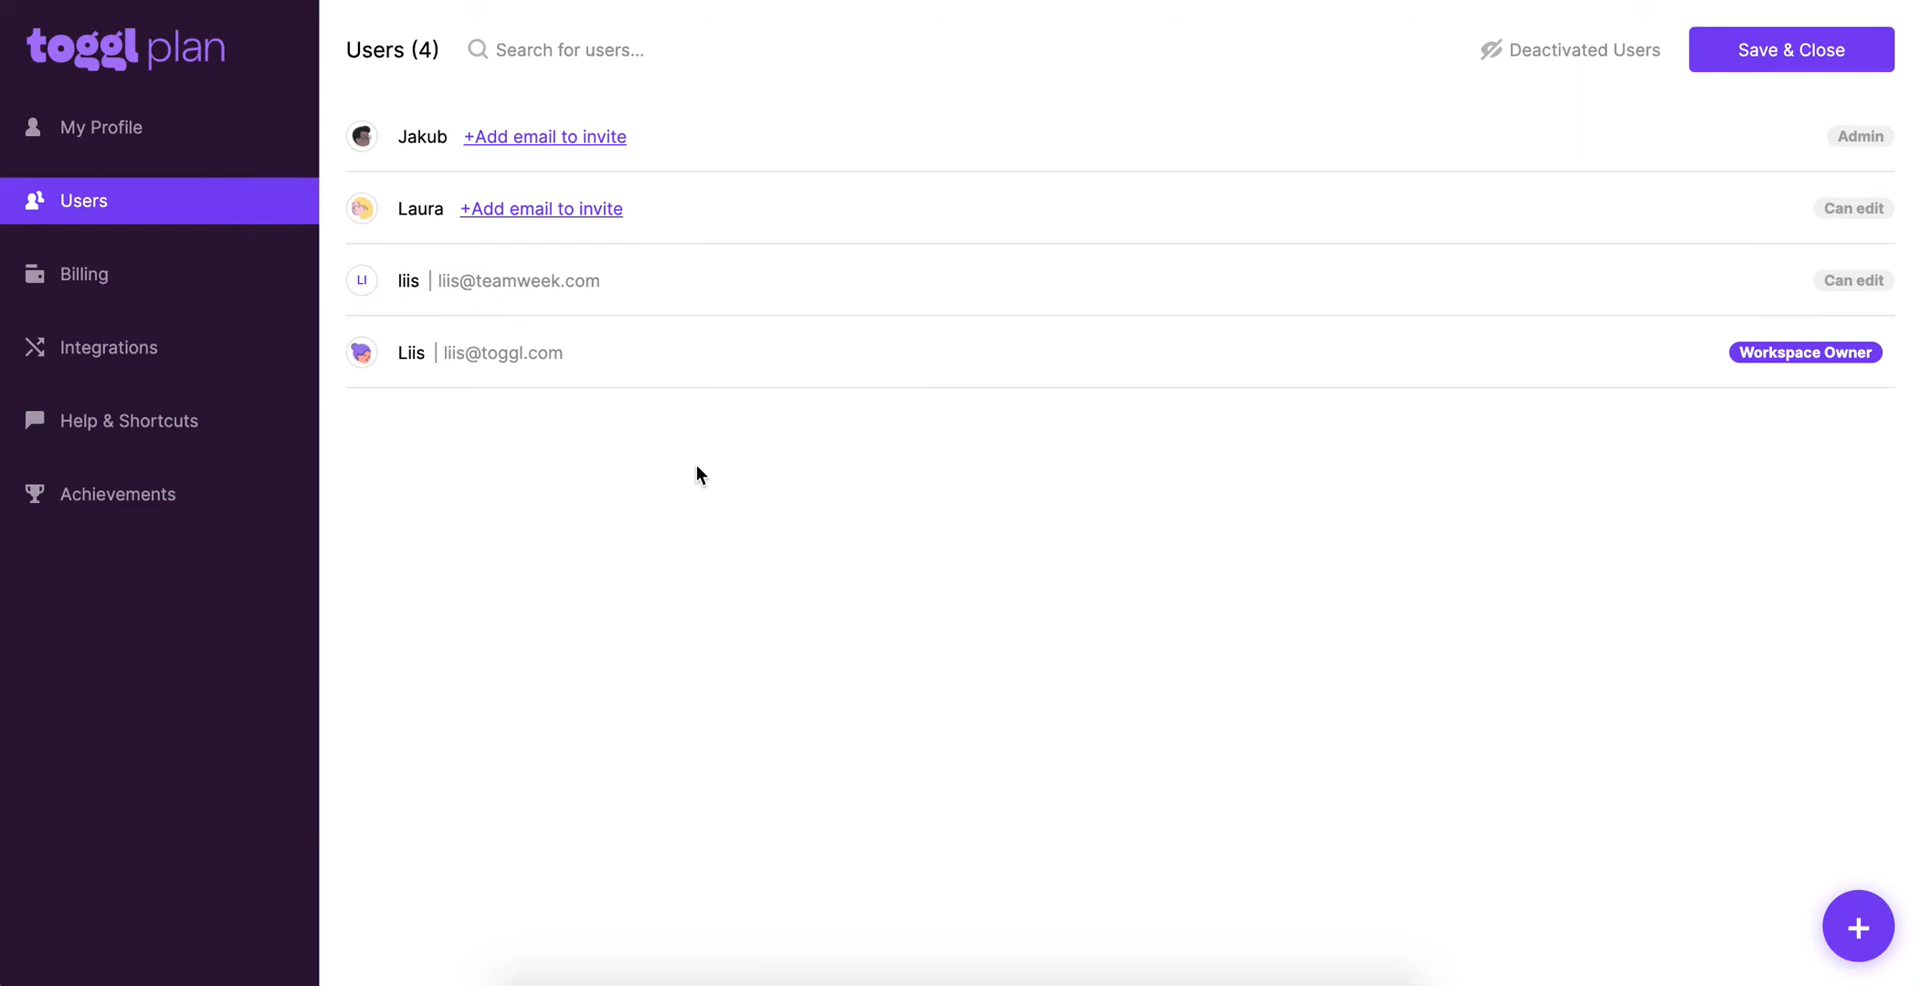 toggl plan
My Profile
Users
Billing
Integrations
Help & Shortcuts
Achievements
Users (4)
Search for users...
Deactivated Users
Save & Close
Jakub +Add email to invite
Admin
Laura +Add email to invite
Can edit
LI liis | liis@teamweek.com
Can edit
Liis | liis@toggl.com
Workspace Owner
+